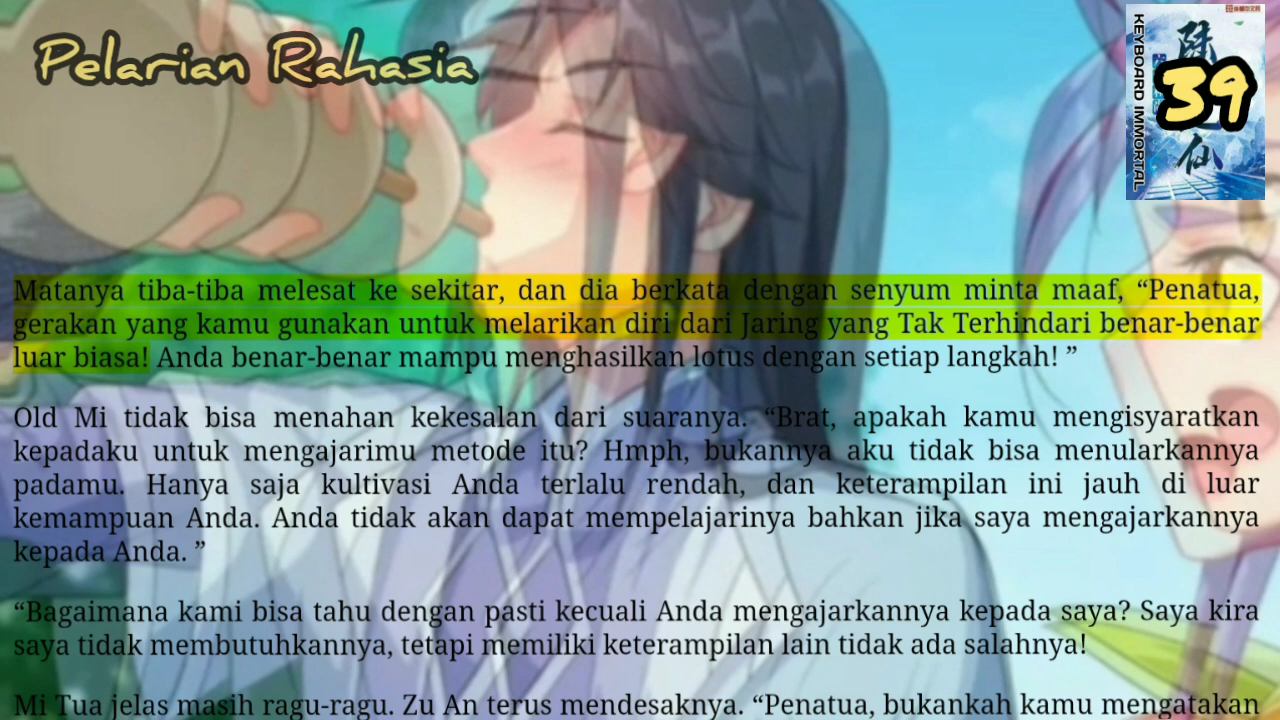 Pelarian Rahasia
KEYBOARD IMMORTAL
39
仙
Matanya tiba-tiba melesat ke sekitar, dan dia berkata dengan senyum minta maaf, “Penatua,
gerakan yang kamu gunakan untuk melarikan diri dari Jaring yang Tak Terhindari benar-benar
luar biasa! Anda benar-benar mampu menghasilkan lotus dengan setiap langkah! ”
Old Mi tidak bisa menahan kekesalan dari suaranya. “Brat, apakah kamu mengisyaratkan
kepadaku untuk mengajarimu metode itu? Hmph, bukannya aku tidak bisa menularkannya
padamu. Hanya saja kultivasi Anda terlalu rendah, dan keterampilan ini jauh di luar
kemampuan Anda. Anda tidak akan dapat mempelajarinya bahkan jika saya mengajarkannya
kepada Anda. ”
“Bagaimana kami bisa tahu dengan pasti kecuali Anda mengajarkannya kepada saya? Saya kira
saya tidak membutuhkannya, tetapi memiliki keterampilan lain tidak ada salahnya!
Mi Tua jelas masih ragu-ragu. Zu An terus mendesaknya. “Penatua, bukankah kamu mengatakan